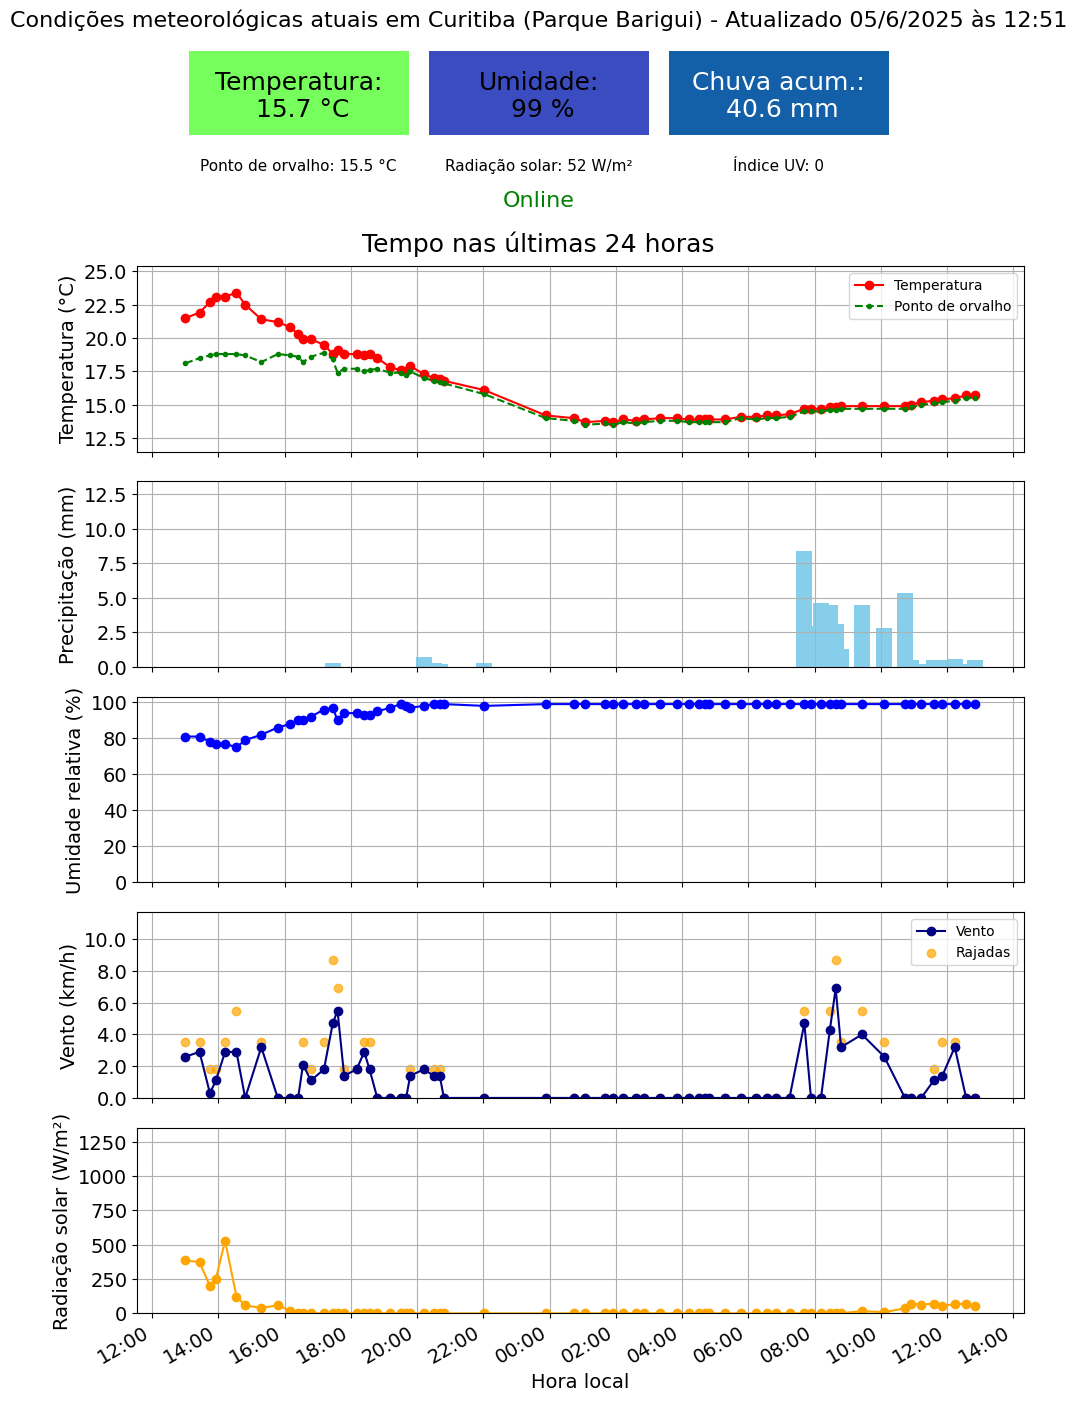 Condições meteorológicas atuais em Curitiba (Parque Barigui) - Atualizado 05/6/2025 às 12:51
Temperatura:
15.7 °C
Umidade:
99 %
Chuva acum.:
40.6 mm
Ponto de orvalho: 15.5 °C
Radiação solar: 52 W/m²
Índice UV: 0
Online
Tempo nas últimas 24 horas
Temperatura (°C)
25.0
22.5
20.0
17.5
15.0
12.5
Temperatura
Ponto de orvalho
Precipitação (mm)
12.5
10.0
7.5
5.0
2.5
0.0
Umidade relativa (%)
100
80
60
40
20
0
Vento (km/h)
10.0
8.0
6.0
4.0
2.0
0.0
Vento
Rajadas
Radiação solar (W/m²)
1250
1000
750
500
250
0
12:00 14:00 16:00 18:00 20:00 22:00 00:00 02:00 04:00 06:00 08:00 10:00 12:00 14:00
Hora local